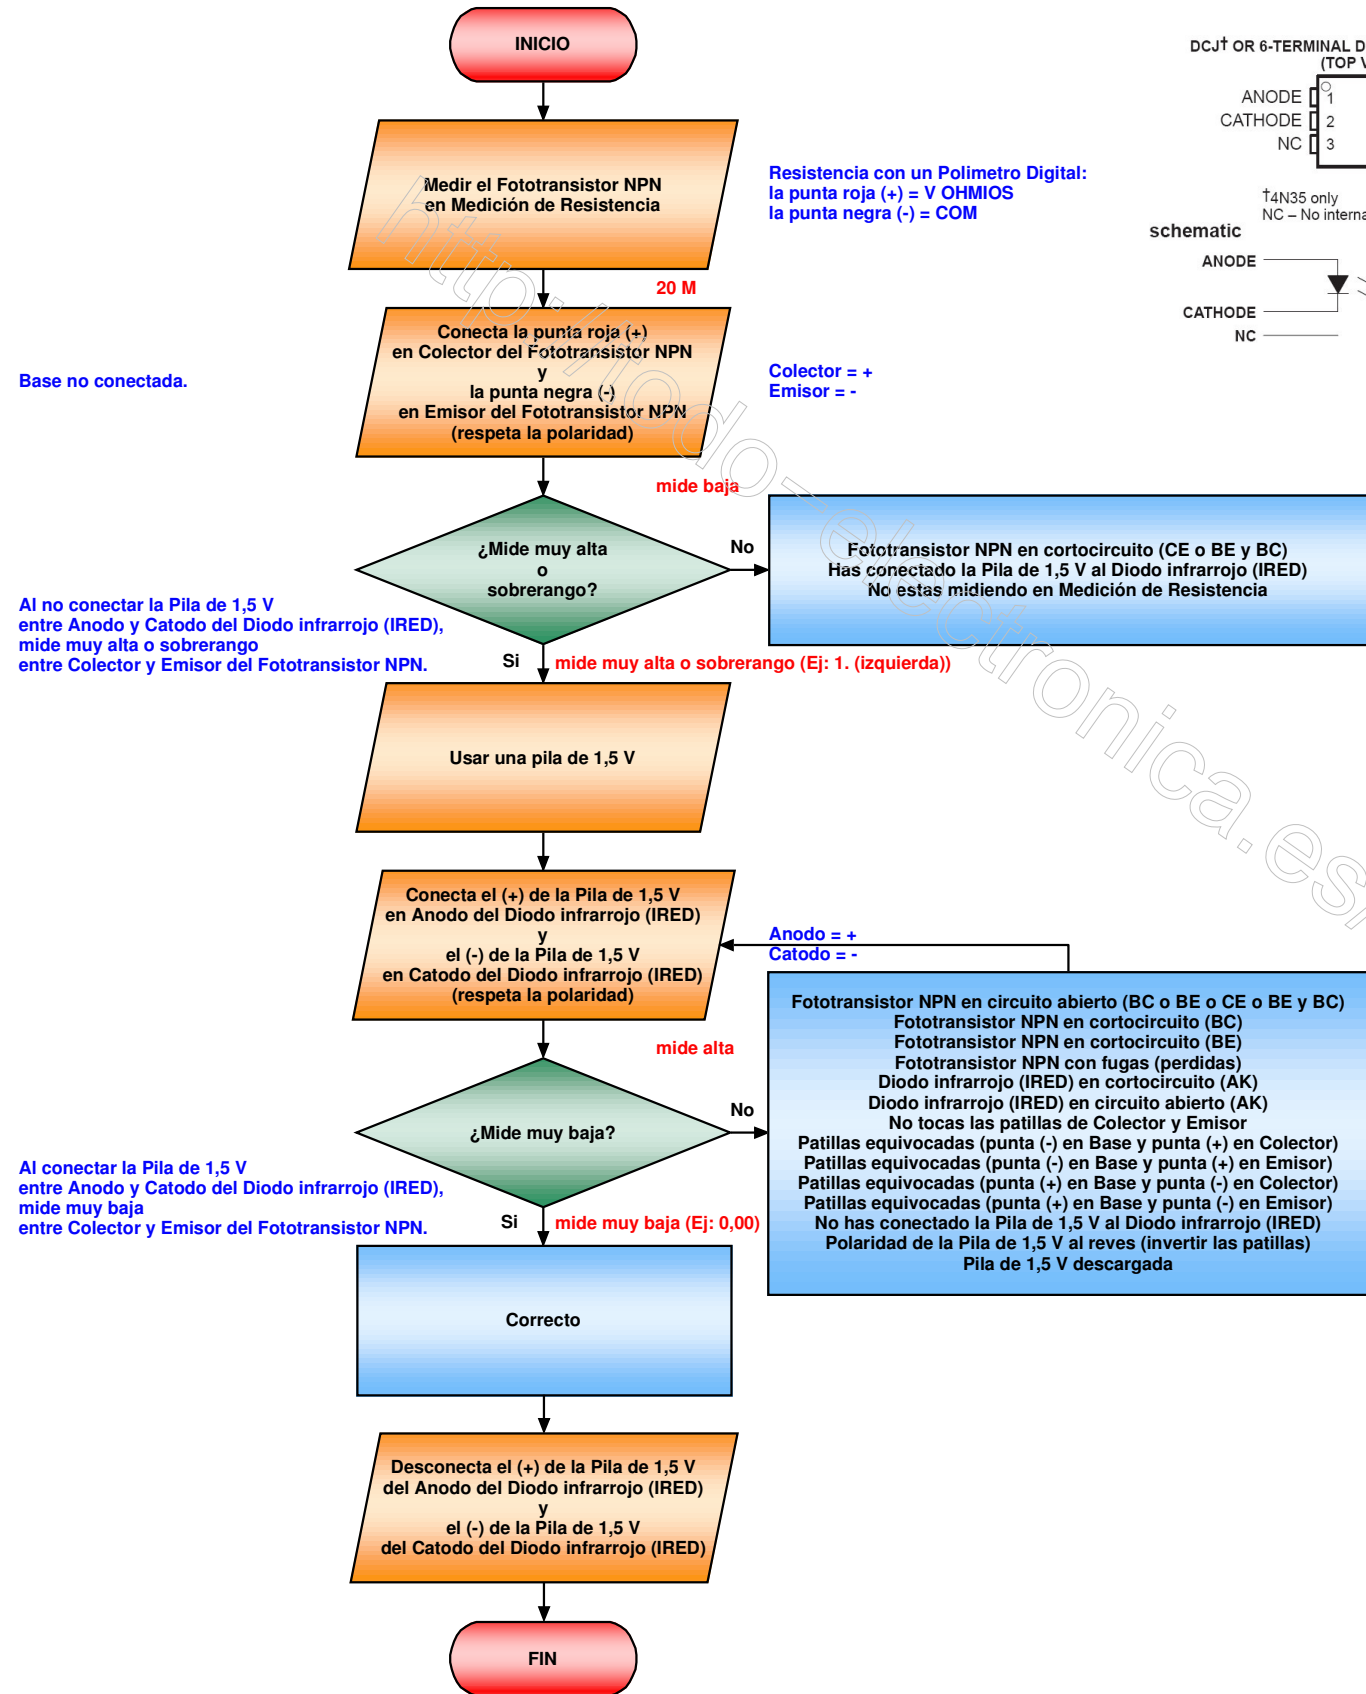 INICIO
DCJ† OR 6-TERMINAL D
(TOP V
ANODE 1
CATHODE 2
NC 3
†4N35 only
NC – No interna
schematic
ANODE
CATHODE
NC
Medir el Fototransistor NPN
en Medición de Resistencia
Resistencia con un Polimetro Digital:
la punta roja (+) = V OHMIOS
la punta negra (-) = COM
20 M
Conecta la punta roja (+)
en Colector del Fototransistor NPN
y
la punta negra (-)
en Emisor del Fototransistor NPN
(respeta la polaridad)
Base no conectada.
Colector = +
Emisor = -
mide baja
¿Mide muy alta
o
sobrerango?
No
Fototransistor NPN en cortocircuito (CE o BE y BC)
Has conectado la Pila de 1,5 V al Diodo infrarrojo (IRED)
No estas midiendo en Medición de Resistencia
Al no conectar la Pila de 1,5 V
entre Anodo y Catodo del Diodo infrarrojo (IRED),
mide muy alta o sobrerango
entre Colector y Emisor del Fototransistor NPN.
Si
mide muy alta o sobrerango (Ej: 1. (izquierda))
Usar una pila de 1,5 V
Conecta el (+) de la Pila de 1,5 V
en Anodo del Diodo infrarrojo (IRED)
y
el (-) de la Pila de 1,5 V
en Catodo del Diodo infrarrojo (IRED)
(respeta la polaridad)
Anodo = +
Catodo = -
mide alta
¿Mide muy baja?
No
Fototransistor NPN en circuito abierto (BC o BE o CE o BE y BC)
Fototransistor NPN en cortocircuito (BC)
Fototransistor NPN en cortocircuito (BE)
Fototransistor NPN con fugas (perdidas)
Diodo infrarrojo (IRED) en cortocircuito (AK)
Diodo infrarrojo (IRED) en circuito abierto (AK)
No tocas las patillas de Colector y Emisor
Patillas equivocadas (punta (-) en Base y punta (+) en Colector)
Patillas equivocadas (punta (-) en Base y punta (+) en Emisor)
Patillas equivocadas (punta (+) en Base y punta (-) en Colector)
Patillas equivocadas (punta (+) en Base y punta (-) en Emisor)
No has conectado la Pila de 1,5 V al Diodo infrarrojo (IRED)
Polaridad de la Pila de 1,5 V al reves (invertir las patillas)
Pila de 1,5 V descargada
Al conectar la Pila de 1,5 V
entre Anodo y Catodo del Diodo infrarrojo (IRED),
mide muy baja
entre Colector y Emisor del Fototransistor NPN.
Si
mide muy baja (Ej: 0,00)
Correcto
Desconecta el (+) de la Pila de 1,5 V
del Anodo del Diodo infrarrojo (IRED)
y
el (-) de la Pila de 1,5 V
del Catodo del Diodo infrarrojo (IRED)
FIN
http://todo-electronica.es/